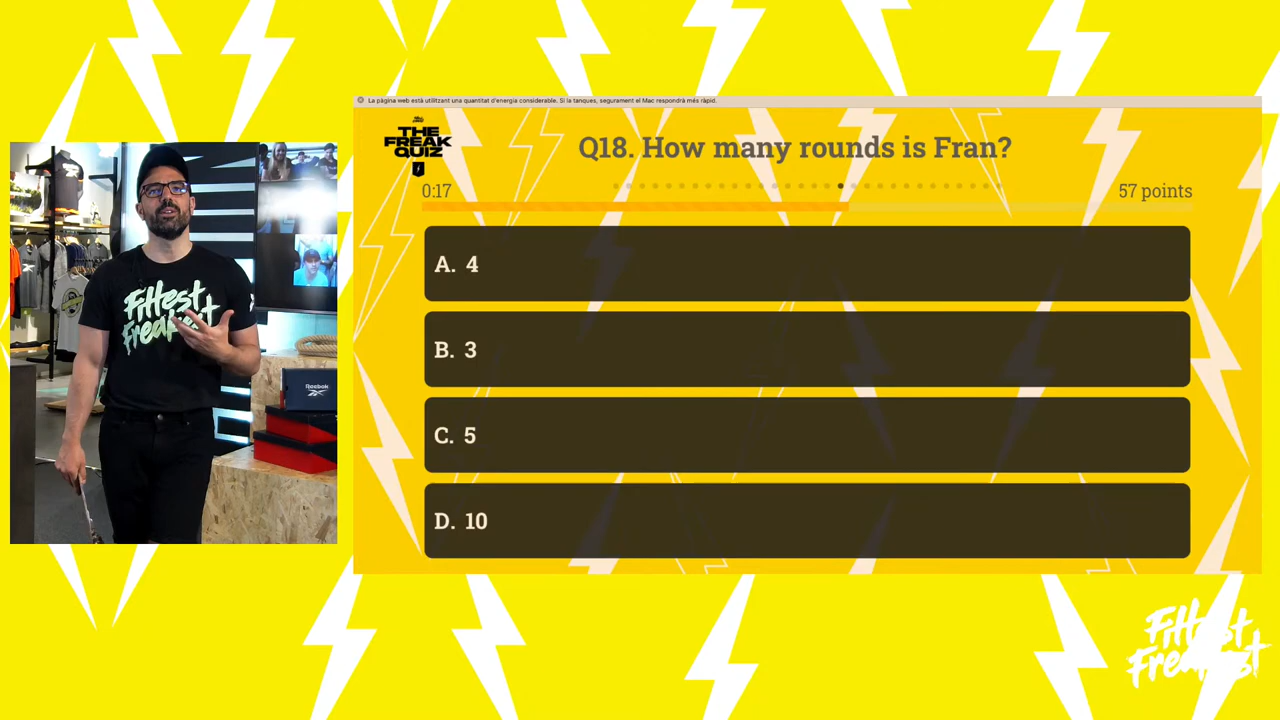 La pàgina web està utilitzant una quantitat d'energia considerable. Si la tanques, segurament el Mac respondrà més ràpid.
THE
FREAK
QUIZ
Q18. How many rounds is Fran?
0:17
57 points
A. 4
B. 3
C. 5
D. 10
Fittest
Freakest
Reebok
Fittest
Freakest